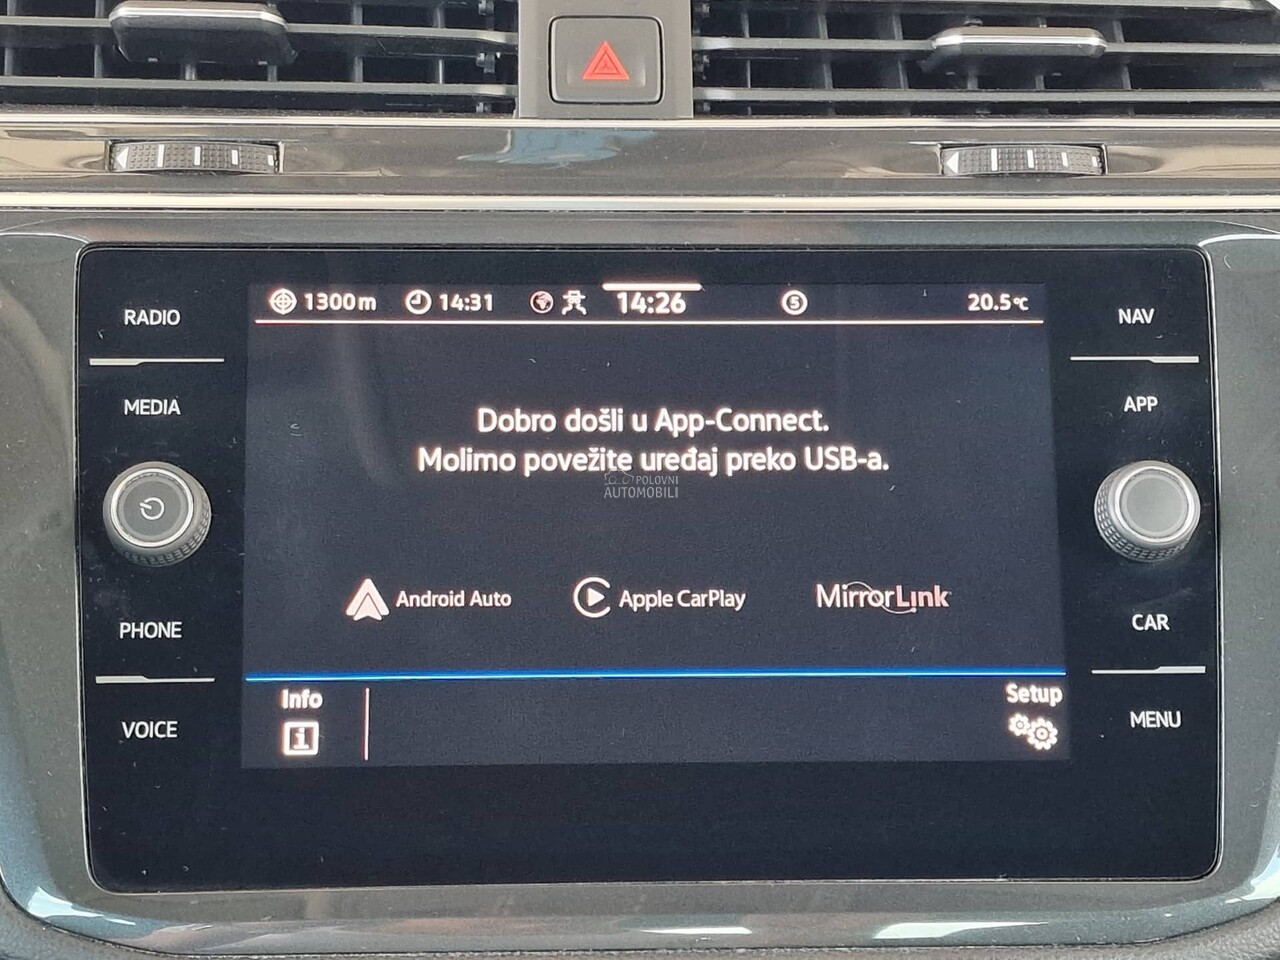 RADIO
MEDIA
PHONE
VOICE
1300m 14:31 14:26 5 20.5°C
Dobro došli u App-Connect.
Molimo povežite uređaj preko USB-a.
POLOVNI
AUTOMOBILI
Android Auto Apple CarPlay MirrorLink
Info
i
Setup
NAV
APP
CAR
MENU